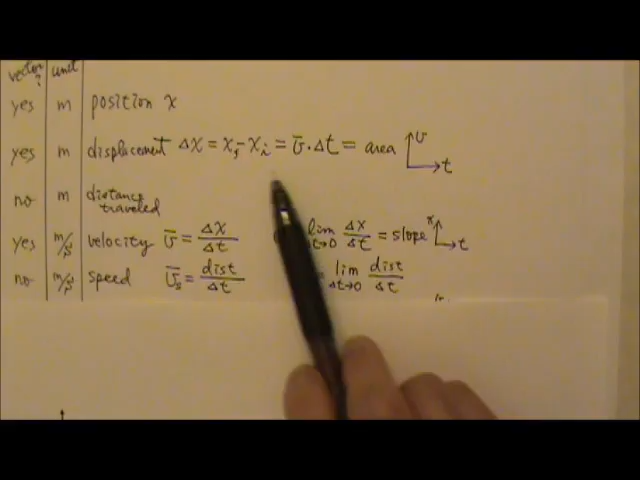 vector? unit
yes m position x
yes m displacement Δx = x_f - x_i = v̄ · Δt = area v t
no m distance traveled
yes m/s velocity v̄ = Δx/Δt lim Δt→0 Δx/Δt = slope x t
no m/s speed v̄_s = dist/Δt = lim Δt→0 dist/Δt